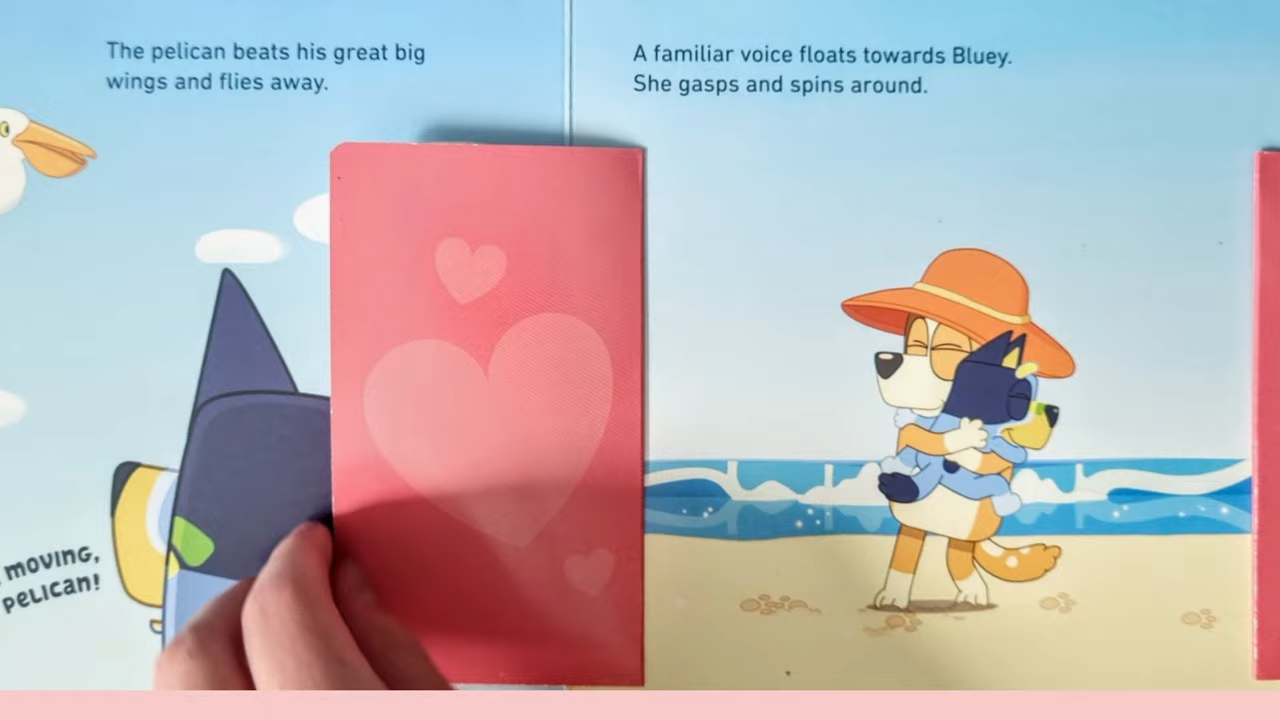 The pelican beats his great big
wings and flies away.
moving,
pelican!
A familiar voice floats towards Bluey.
She gasps and spins around.